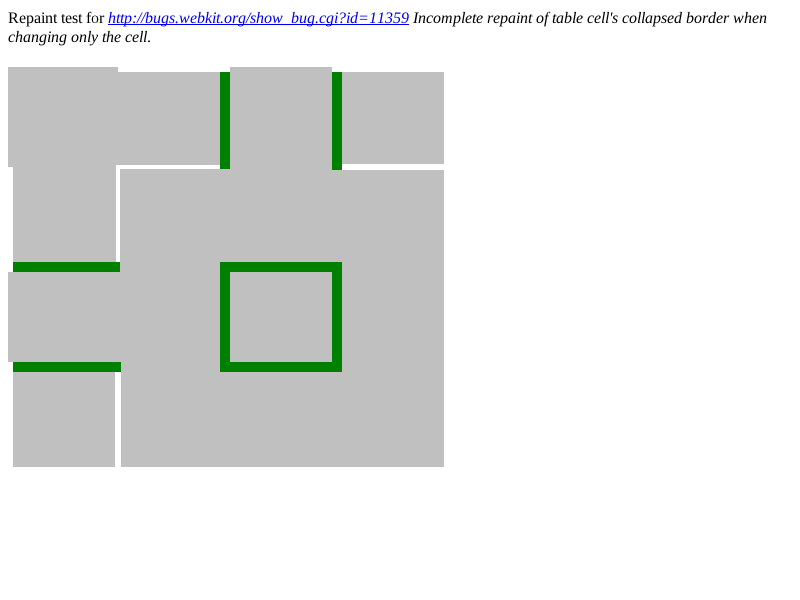 Repaint test for http://bugs.webkit.org/show_bug.cgi?id=11359 Incomplete repaint of table cell's collapsed border when
changing only the cell.